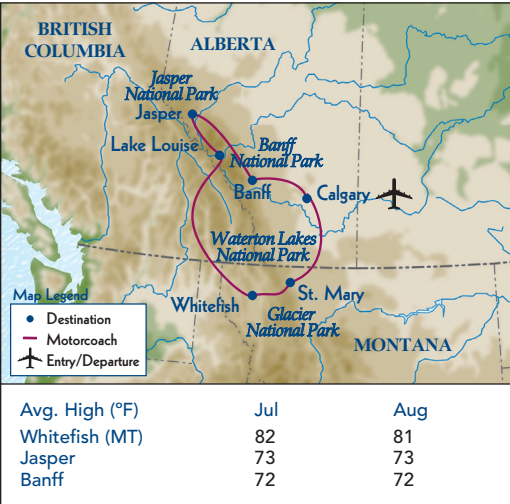 BRITISH
COLUMBIA
ALBERTA
Jasper
National Park
Jasper
Lake Louise
Banff
National Park
Banff
Calgary
Waterton Lakes
National Park
Whitefish
St. Mary
Glacier
National Park
MONTANA
Map Legend
Destination
Motorcoach
Entry/Departure
Avg. High (ºF) Jul Aug
Whitefish (MT) 82 81
Jasper 73 73
Banff 72 72